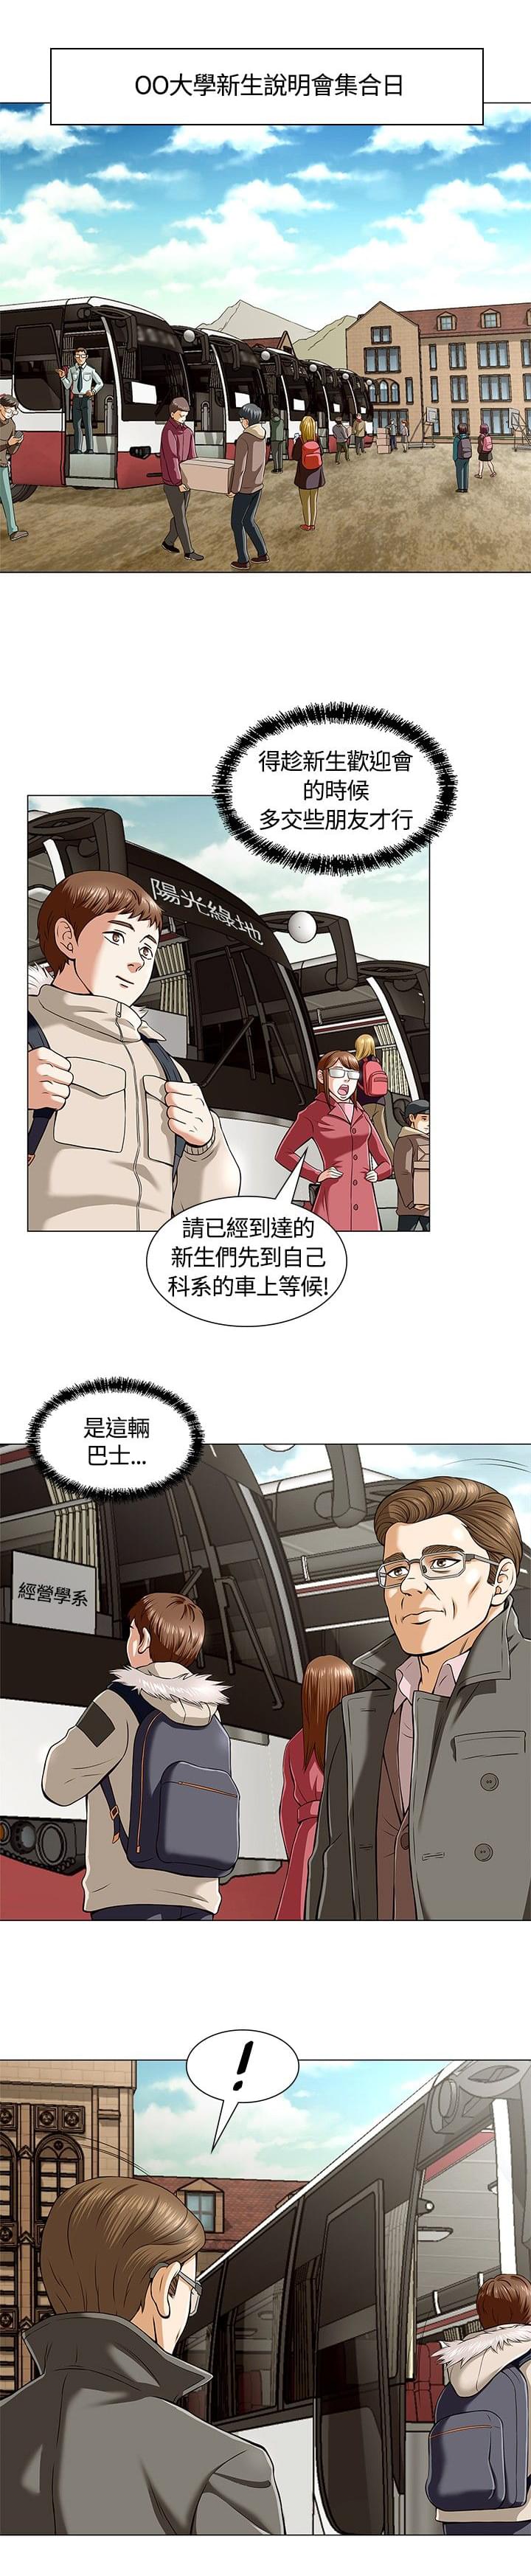 OO大學新生說明會集合日
得趁新生歡迎會
的時候
多交些朋友才行
陽光綠地
請已經到達的
新生們先到自己
科系的車上等候!
是這輛
巴士...
經營學系
!